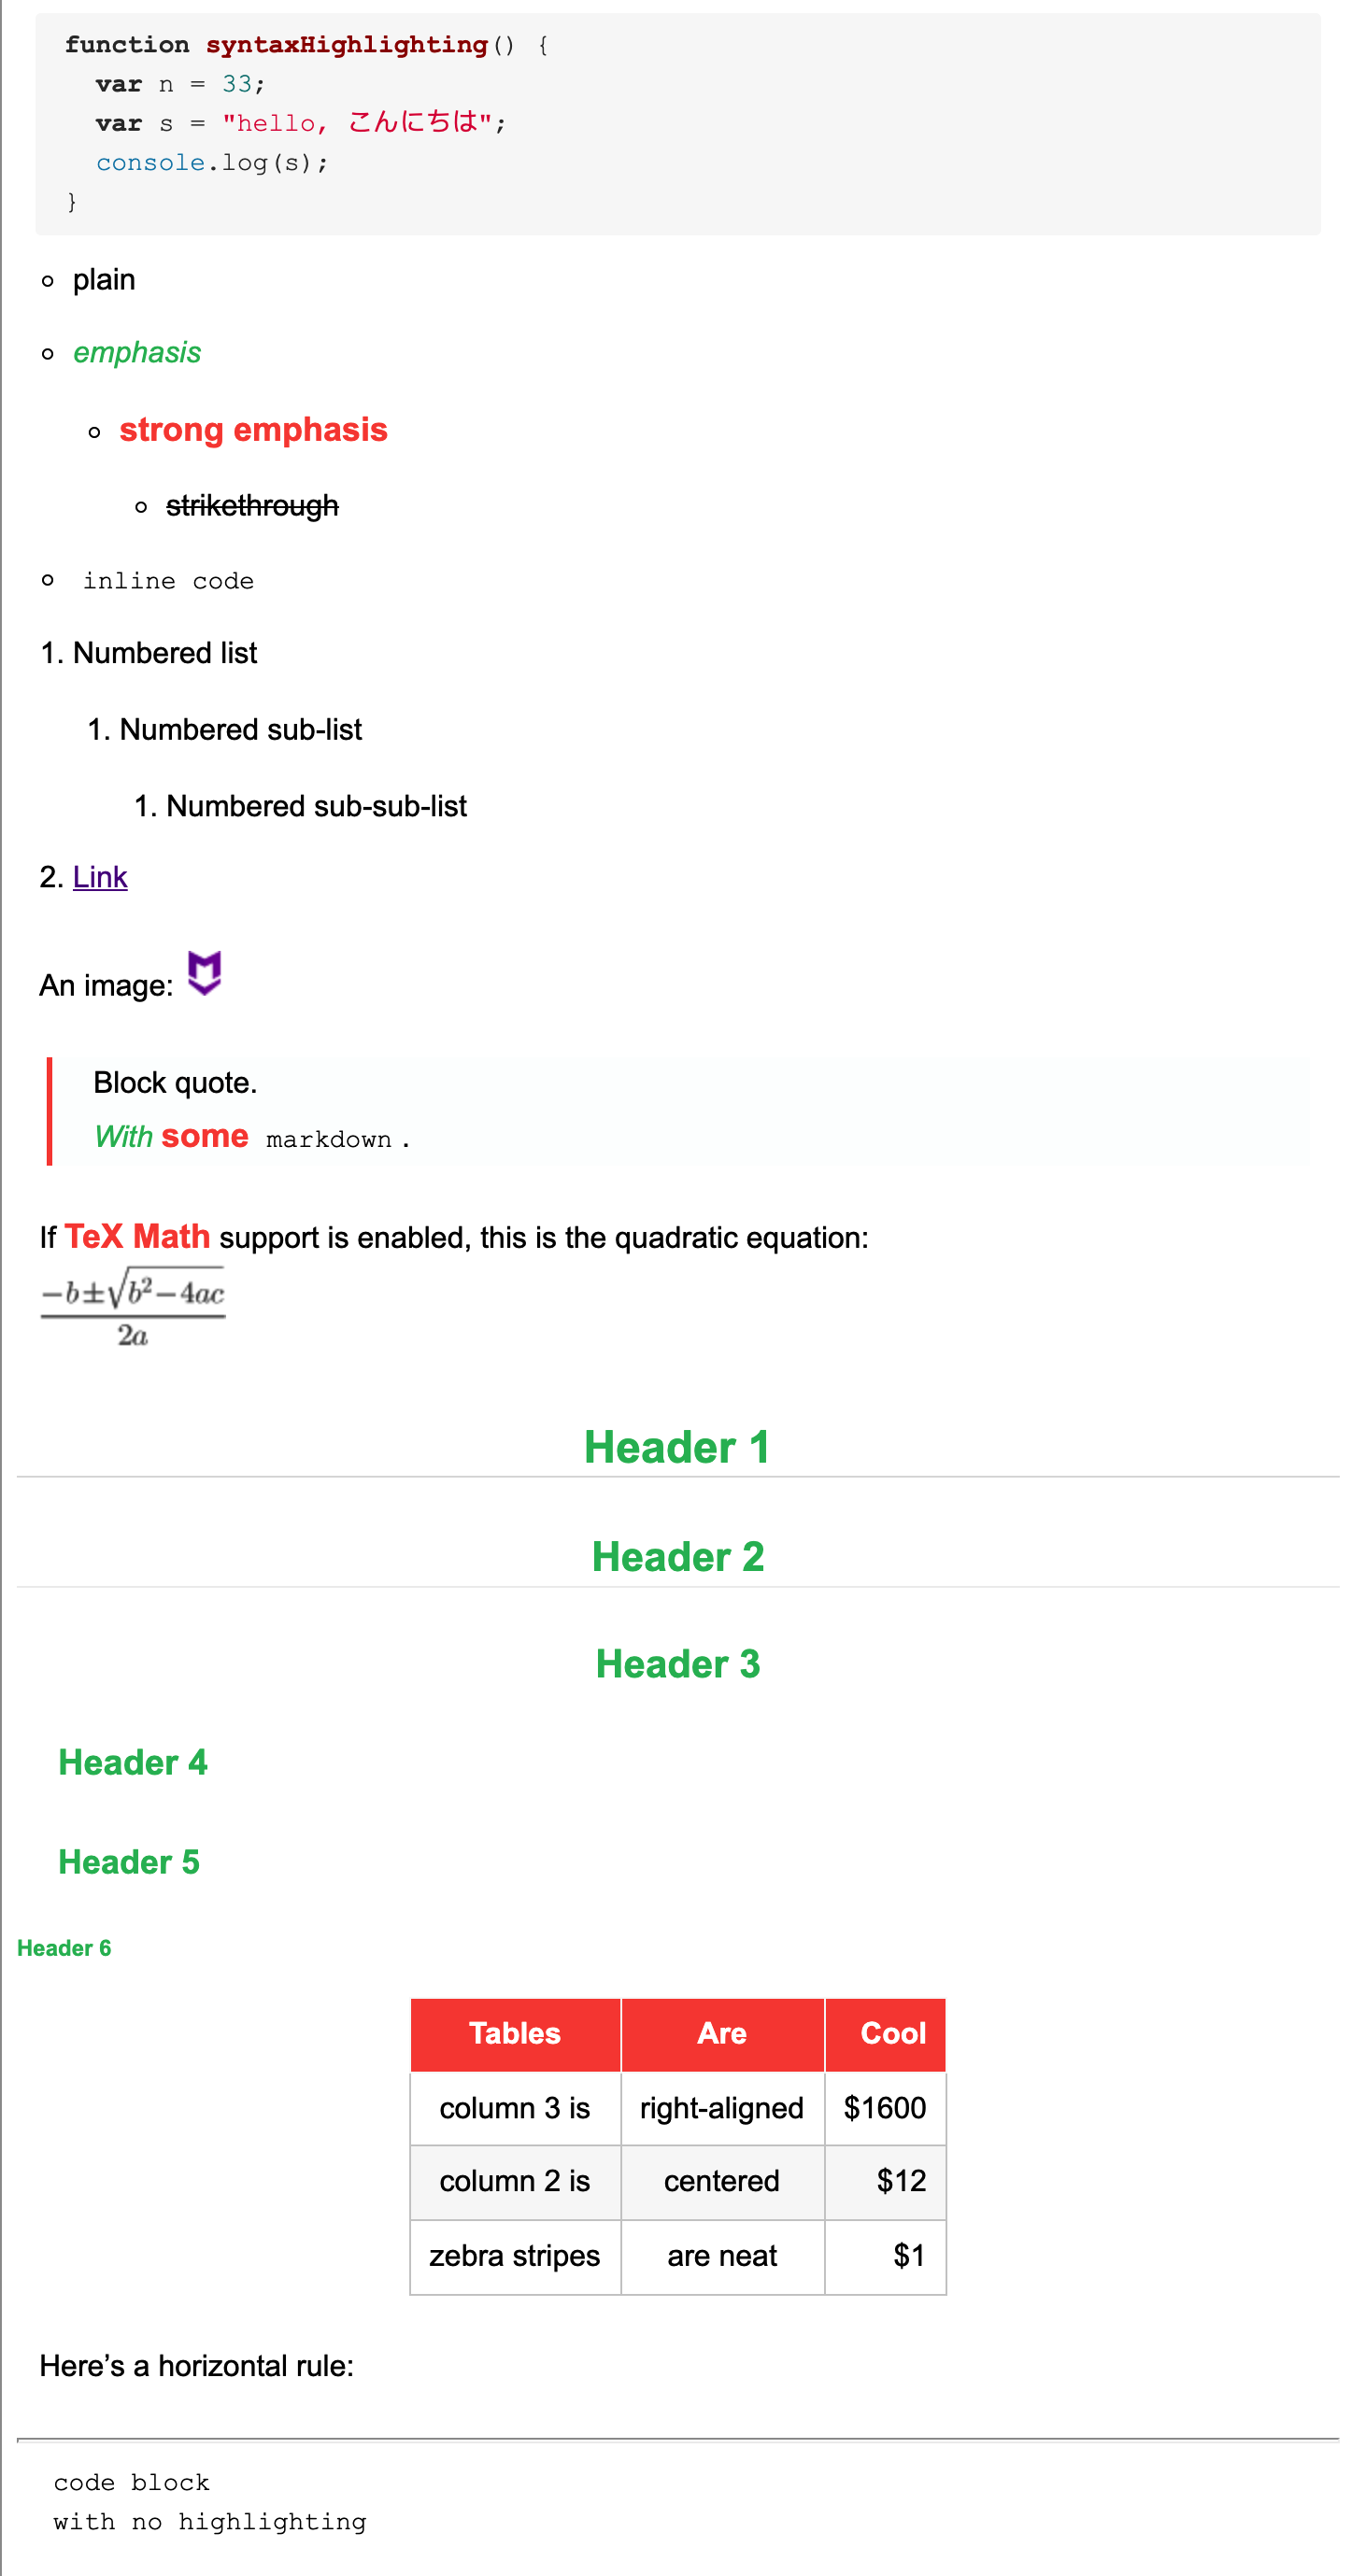 function syntaxHighlighting() {
  var n = 33;
  var s = "hello, こんにちは";
  console.log(s);
}
plain
emphasis
strong emphasis
strikethrough
inline code
1. Numbered list
1. Numbered sub-list
1. Numbered sub-sub-list
2. Link
An image:
Block quote.
With some markdown.
If TeX Math support is enabled, this is the quadratic equation:
−b±√b²−4ac
2a
Header 1
Header 2
Header 3
Header 4
Header 5
Header 6
Tables Are Cool
column 3 is right-aligned $1600
column 2 is centered $12
zebra stripes are neat $1
Here’s a horizontal rule:
code block
with no highlighting